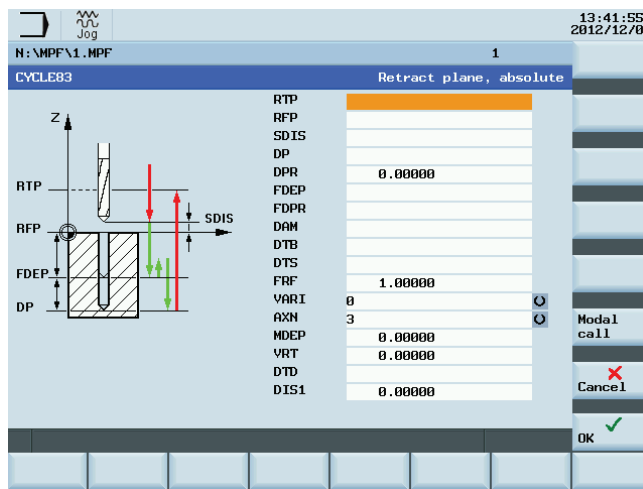 Jog
13:41:55
2012/12/0
N:\MPF\1.MPF 1
CYCLE83 Retract plane, absolute
Z
RTP
RFP
FDEP
DP
SDIS
RTP
RFP
SDIS
DP
DPR 0.00000
FDEP
FDPR
DAM
DTB
DTS
FRF 1.00000
VARI 0
AXN 3
MDEP 0.00000
VRT 0.00000
DTD
DIS1 0.00000
Modal
call
Cancel
OK